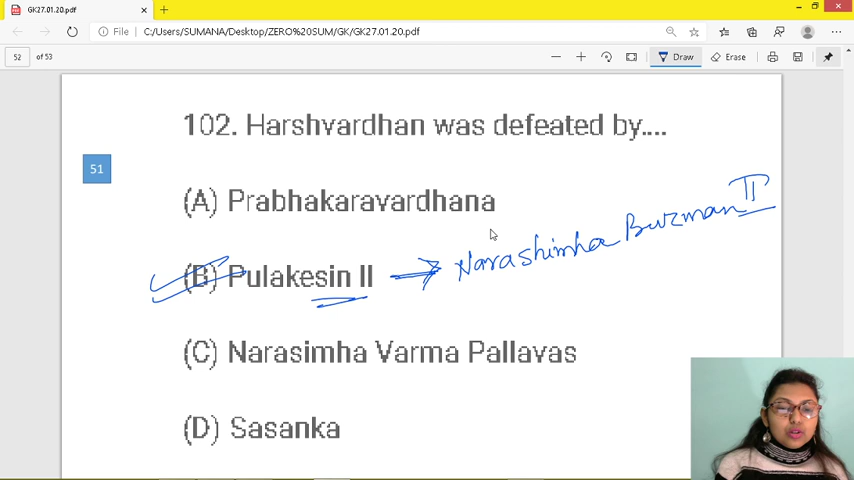 GK27.01.20.pdf
File
C:/Users/SUMANA/Desktop/ZERO%20SUM/GK/GK27.01.20.pdf
52 of 53
Draw
Erase
51
102. Harshvardhan was defeated by....
(A) Prabhakaravardhana
(B) Pulakesin II
Narashimha Burman II
(C) Narasimha Varma Pallavas
(D) Sasanka